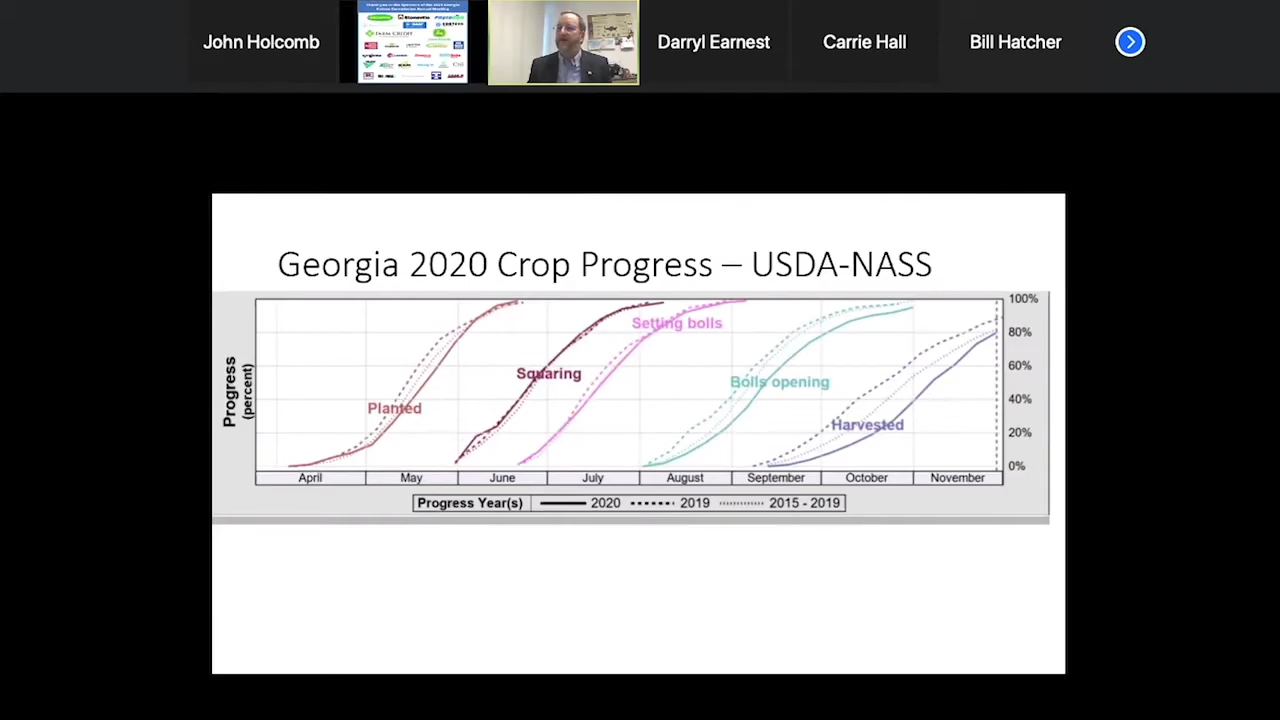 John Holcomb
Darryl Earnest
Bill Hatcher
FARM CREDIT
Georgia 2020 Crop Progress – USDA-NASS
Progress
(percent)
Planted
Squaring
Setting bolls
Bolls opening
Harvested
100%
80%
60%
40%
20%
0%
April
May
June
July
August
September
October
November
Progress Year(s)
2020
2019
2015 - 2019